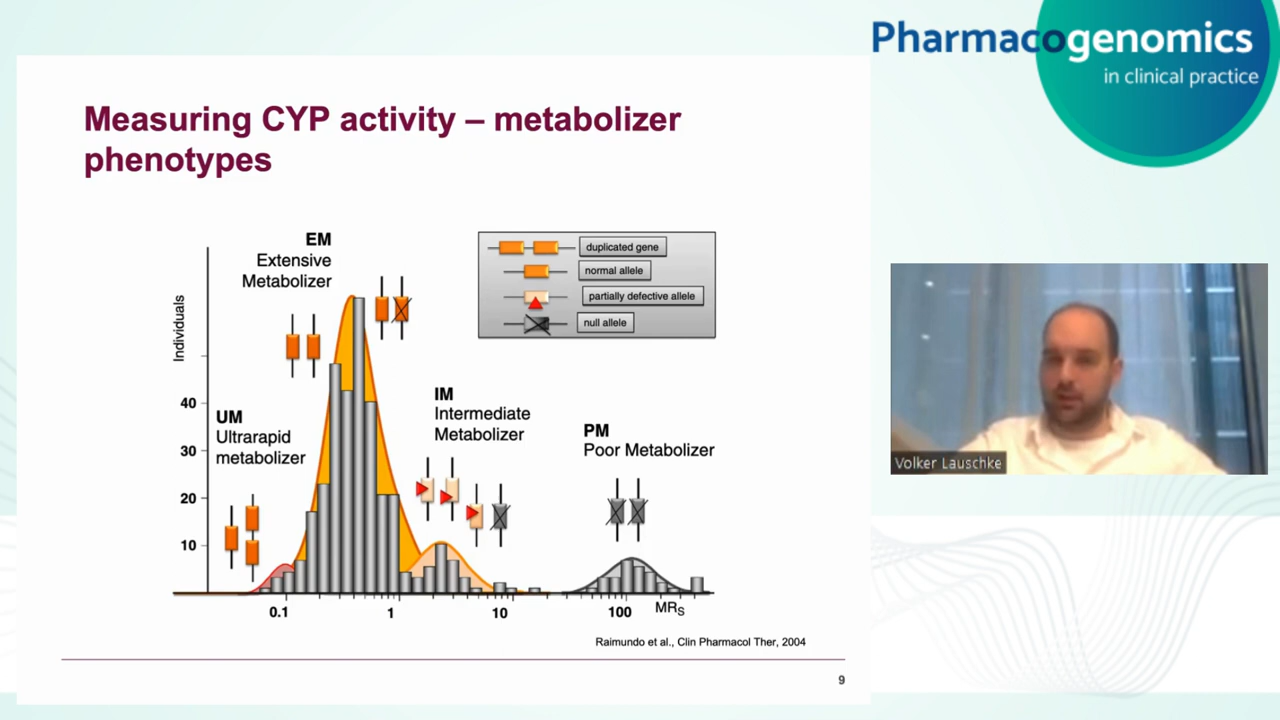 Pharmacogenomics
in clinical practice
Measuring CYP activity – metabolizer
phenotypes
EM
Extensive
Metabolizer
duplicated gene
normal allele
partially defective allele
null allele
Individuals
UM
Ultrarapid
metabolizer
IM
Intermediate
Metabolizer
PM
Poor Metabolizer
40
30
20
10
0.1
1
10
100
MRS
Raimundo et al., Clin Pharmacol Ther, 2004
9
Volker Lauschke